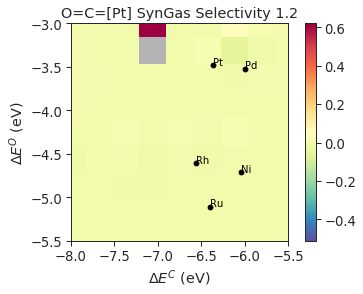 O=C=[Pt] SynGas Selectivity 1.2
−3.0
−3.5
−4.0
−4.5
−5.0
−5.5
ΔE^O (eV)
Pt
Pd
Rh
Ni
Ru
−8.0 −7.5 −7.0 −6.5 −6.0 −5.5
ΔE^C (eV)
0.6
0.4
0.2
0.0
−0.2
−0.4